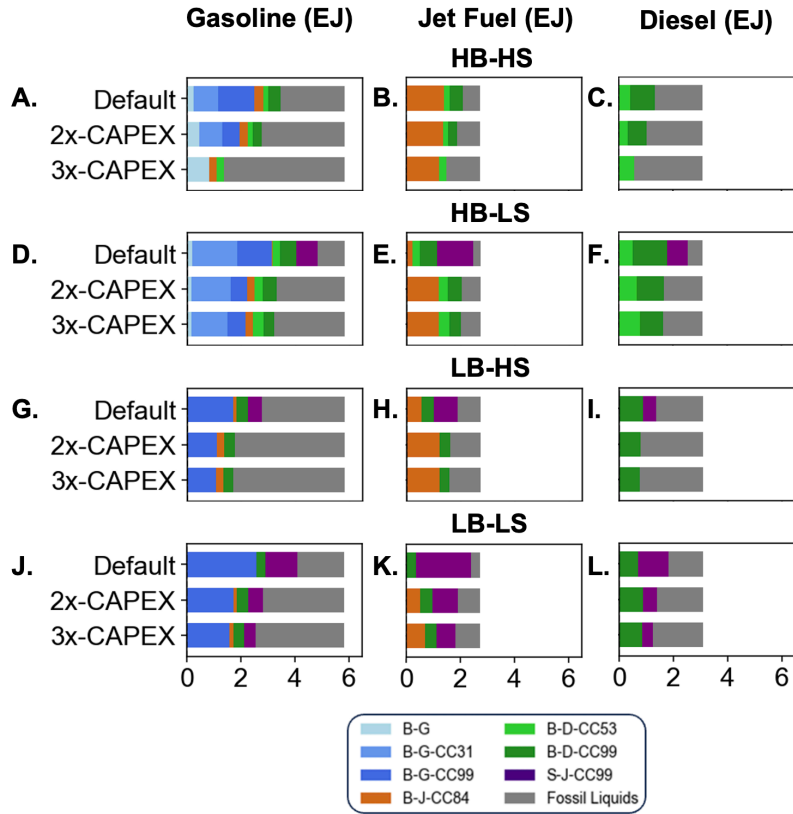 Gasoline (EJ) Jet Fuel (EJ) Diesel (EJ)
HB-HS
A. Default B. C.
2x-CAPEX
3x-CAPEX
HB-LS
D. Default E. F.
2x-CAPEX
3x-CAPEX
LB-HS
G. Default H. I.
2x-CAPEX
3x-CAPEX
LB-LS
J. Default K. L.
2x-CAPEX
3x-CAPEX
0 2 4 6 0 2 4 6 0 2 4 6
B-G B-D-CC53
B-G-CC31 B-D-CC99
B-G-CC99 S-J-CC99
B-J-CC84 Fossil Liquids